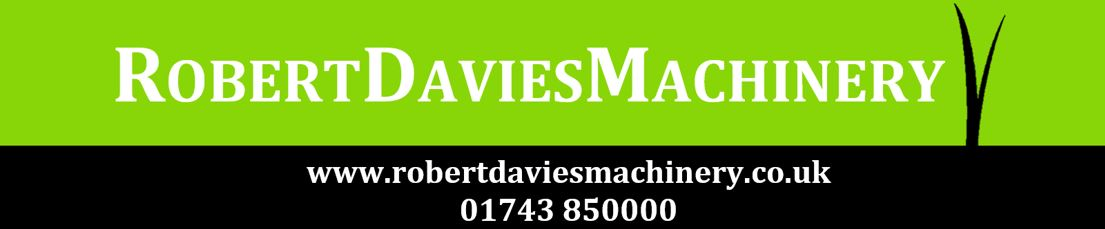 ROBERTDAVIESMACHINERY
www.robertdaviesmachinery.co.uk
01743 850000